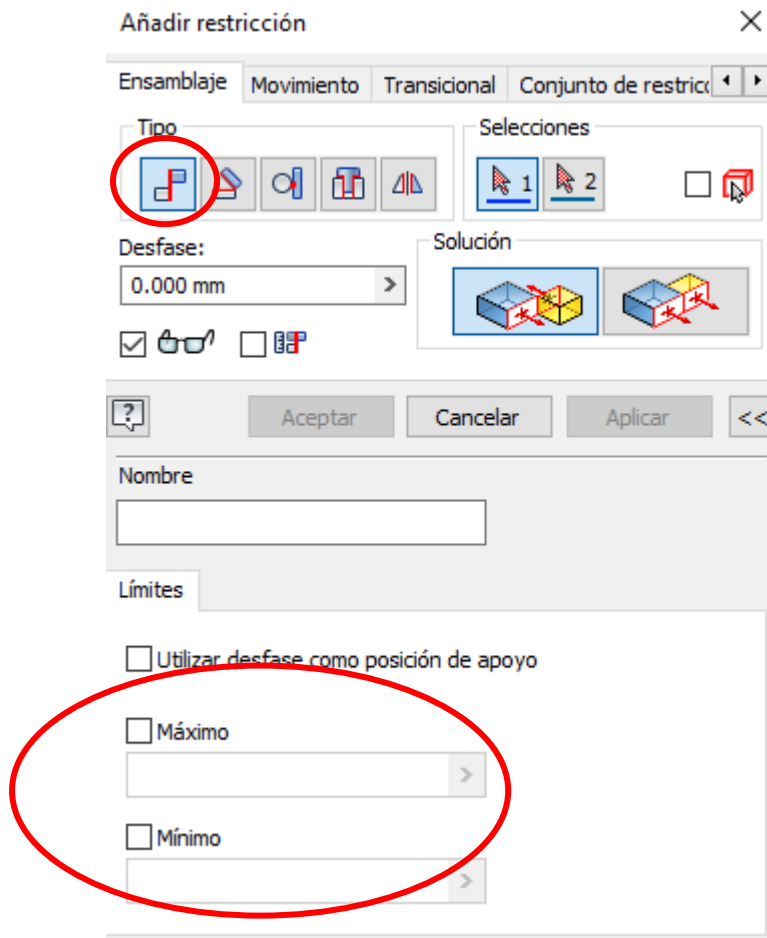 Añadir restricción
Ensamblaje Movimiento Transicional Conjunto de restricc
Tipo Selecciones
1 2
Desfase: Solución
0.000 mm
Aceptar Cancelar Aplicar <<
Nombre
Límites
Utilizar desfase como posición de apoyo
Máximo
Mínimo